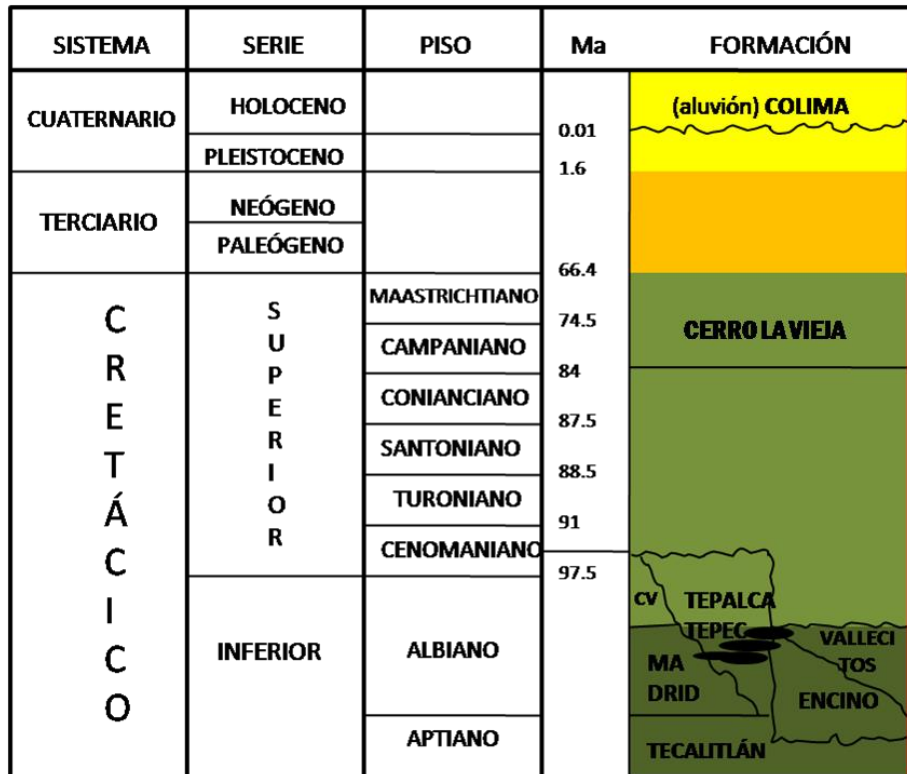 SISTEMA SERIE PISO Ma FORMACIÓN
CUATERNARIO
HOLOCENO
PLEISTOCENO
0.01
1.6
(aluvión) COLIMA
TERCIARIO
NEÓGENO
PALEÓGENO
66.4
CRETÁCICO
SUPERIOR
MAASTRICHTIANO
74.5
CAMPANIANO
84
CONIANCIANO
87.5
SANTONIANO
88.5
TURONIANO
91
CENOMANIANO
97.5
CERRO LA VIEJA
INFERIOR
ALBIANO
APTIANO
CV
TEPALCA
TEPEC
MA
DRID
VALLECI
TOS
ENCINO
TECALITLÁN